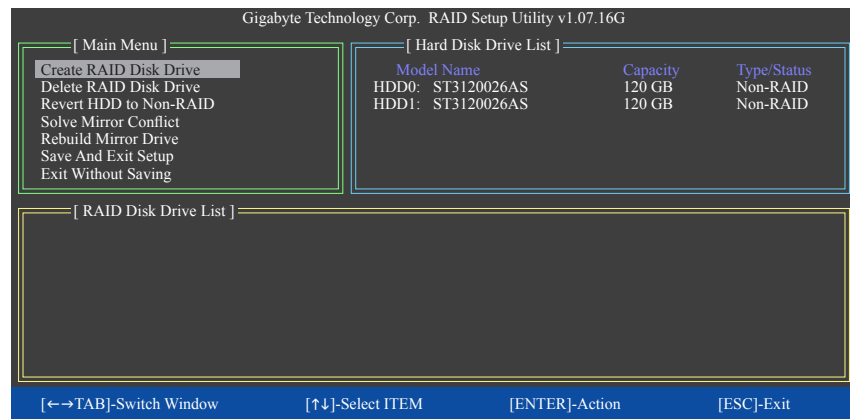 Gigabyte Technology Corp. RAID Setup Utility v1.07.16G
[ Main Menu ]
Create RAID Disk Drive
Delete RAID Disk Drive
Revert HDD to Non-RAID
Solve Mirror Conflict
Rebuild Mirror Drive
Save And Exit Setup
Exit Without Saving
[ Hard Disk Drive List ]
Model Name Capacity Type/Status
HDD0: ST3120026AS 120 GB Non-RAID
HDD1: ST3120026AS 120 GB Non-RAID
[ RAID Disk Drive List ]
[←→TAB]-Switch Window [↑↓]-Select ITEM [ENTER]-Action [ESC]-Exit